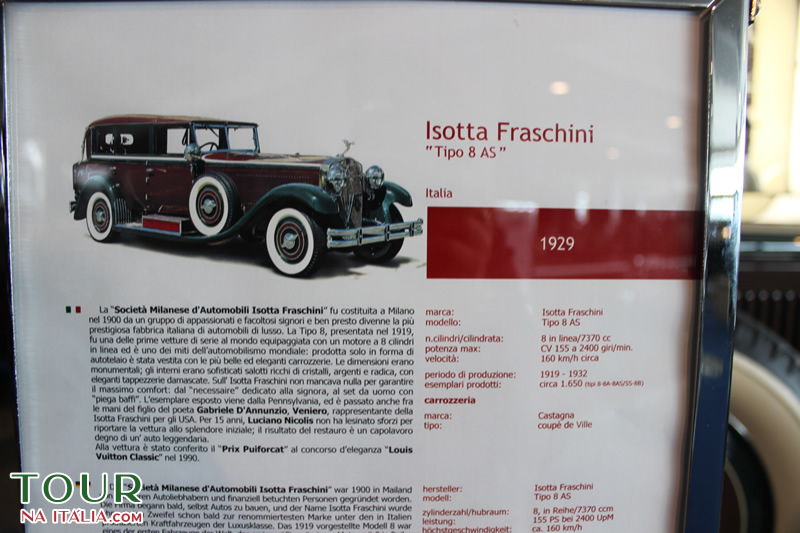 Isotta Fraschini
"Tipo 8 AS"
Italia
1929
La "Società Milanese d'Automobili Isotta Fraschini" fu costituita a Milano
nel 1900 da un gruppo di appassionati e facoltosi signori e ben presto divenne la più
prestigiosa fabbrica italiana di automobili di lusso. La Tipo 8, presentata nel 1919,
fu una delle prime vetture di serie al mondo equipaggiata con un motore a 8 cilindri
in linea ed è uno dei miti dell'automobilismo mondiale: prodotta solo in forma di
autotelaio è stata vestita con le più belle ed eleganti carrozzerie. Le dimensioni erano
monumentali; gli interni erano sofisticati salotti ricchi di cristalli, argenti e radica, con
eleganti tappezzerie damascate. Sull' Isotta Fraschini non mancava nulla per garantire
il massimo comfort: dal "necessaire" dedicato alla signora, al set da uomo con
"piega baffi". L'esemplare esposto viene dalla Pennsylvania, ed è passato anche fra
le mani del figlio del poeta Gabriele D'Annunzio, Veniero, rappresentante della
Isotta Fraschini per gli USA. Per 15 anni, Luciano Nicolis non ha lesinato sforzi per
riportare la vettura allo splendore iniziale; il risultato del restauro è un capolavoro
degno di un' auto leggendaria.
Alla vettura è stato conferito il "Prix Puiforcat" al concorso d'eleganza "Louis
Vuitton Classic" nel 1990.
marca: Isotta Fraschini
modello: Tipo 8 AS
n.cilindri/cilindrata: 8 in linea/7370 cc
potenza max: CV 155 a 2400 giri/min.
velocità: 160 km/h circa
periodo di produzione: 1919 - 1932
esemplari prodotti: circa 1.650 (tipi 8-8A-8AS/SS-8B)
carrozzeria
marca: Castagna
tipo: coupè de Ville
"Società Milanese d'Automobili Isotta Fraschini" war 1900 in Mailand
Autoliebhabern und finanziell betuchten Personen gegründet worden.
Die Firma begann bald, selbst Autos zu bauen, und der Name Isotta Fraschini wurde
Zweifel schon bald zur renommiertesten Marke unter den in Italien
Kraftfahrzeugen der Luxusklasse. Das 1919 vorgestellte Modell 8 war
hersteller: Isotta Fraschini
modell: Tipo 8 AS
zylinderzahl/hubraum: 8, in Reihe/7370 ccm
leistung: 155 PS bei 2400 UpM
höchstgeschwindigkeit: ca. 160 km/h
TOUR
NA ITALIA.COM